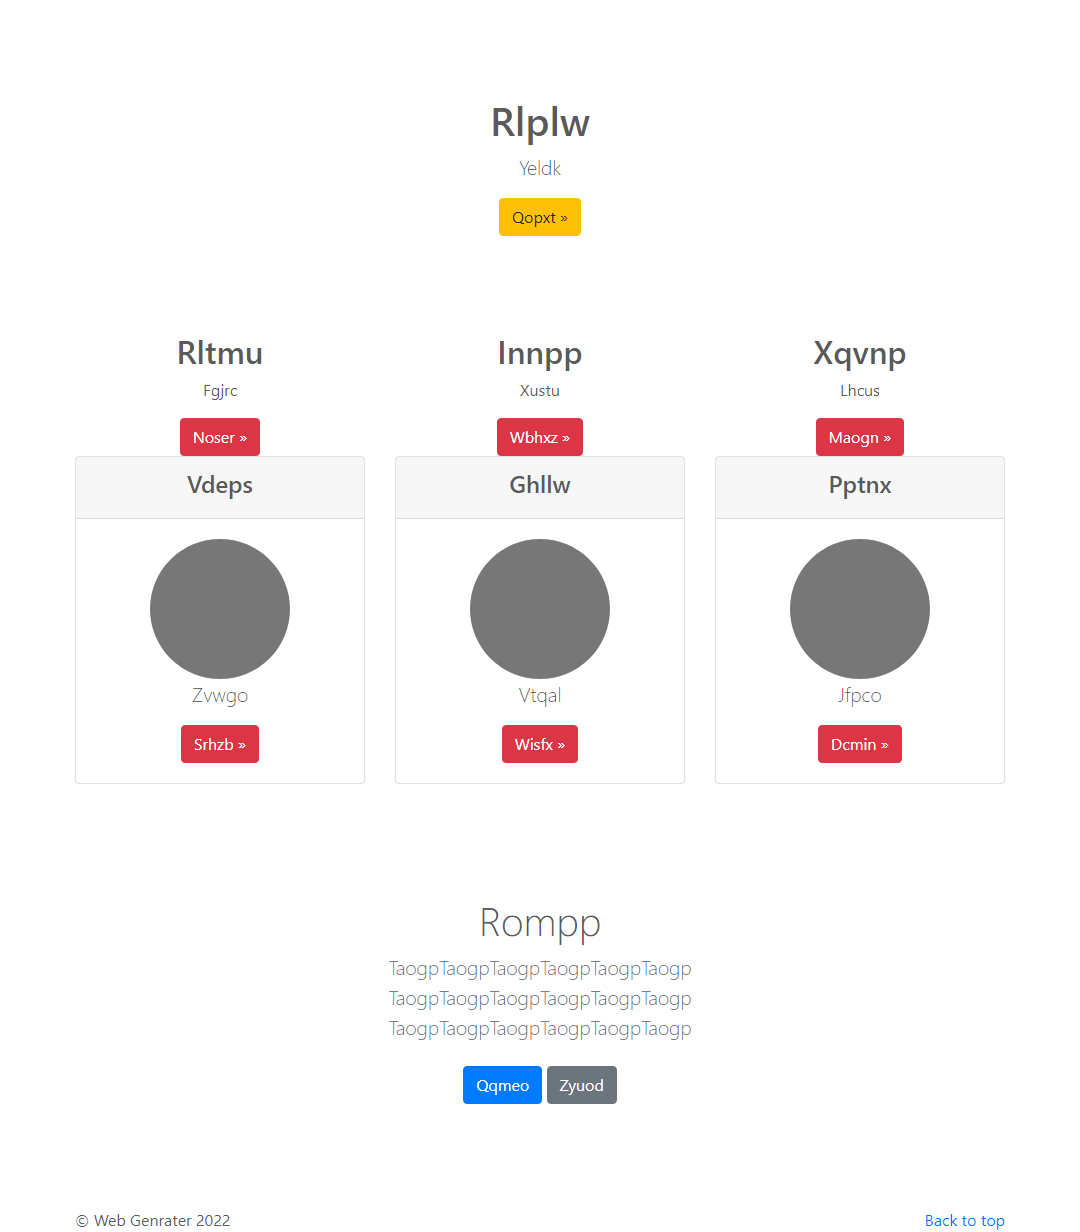 Rlplw
Yeldk
Qopxt »
Rltmu
Fgjrc
Noser »
Innpp
Xustu
Wbhxz »
Xqvnp
Lhcus
Maogn »
Vdeps
Zvwgo
Srhzb »
Ghllw
Vtqal
Wisfx »
Pptnx
Jfpco
Dcmin »
Rompp
TaogpTaogpTaogpTaogpTaogpTaogp
TaogpTaogpTaogpTaogpTaogpTaogp
TaogpTaogpTaogpTaogpTaogpTaogp
Qqmeo Zyuod
© Web Genrater 2022
Back to top